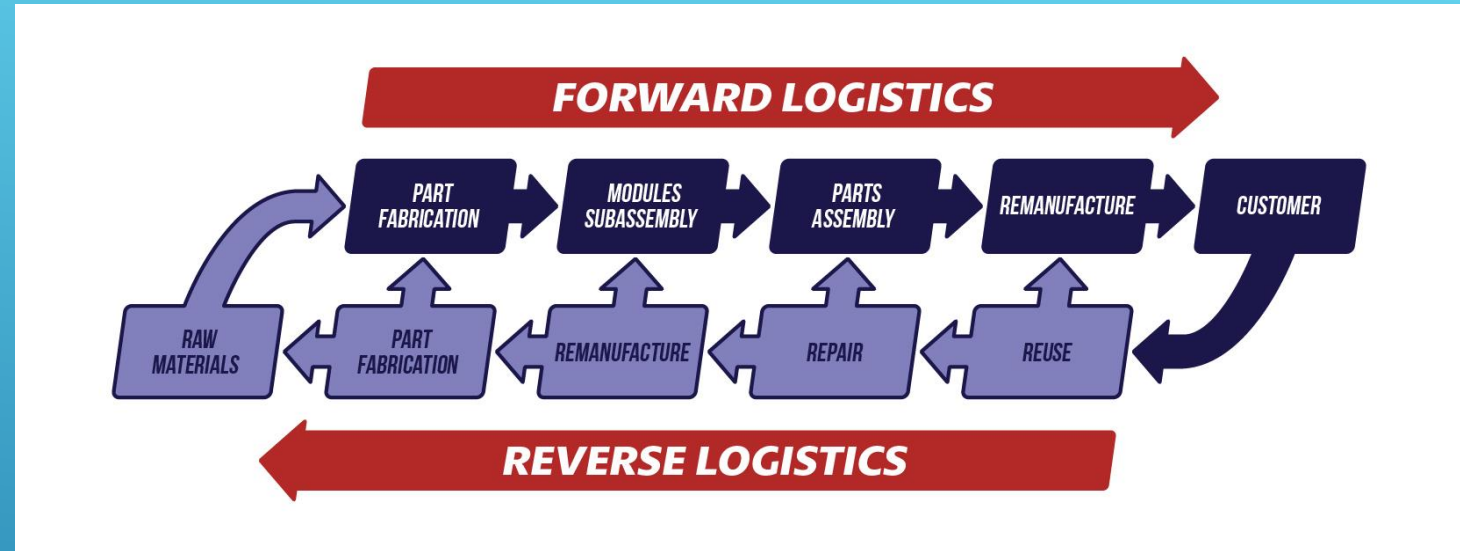 FORWARD LOGISTICS
PART
FABRICATION
MODULES
SUBASSEMBLY
PARTS
ASSEMBLY
REMANUFACTURE
CUSTOMER
RAW
MATERIALS
PART
FABRICATION
REMANUFACTURE
REPAIR
REUSE
REVERSE LOGISTICS